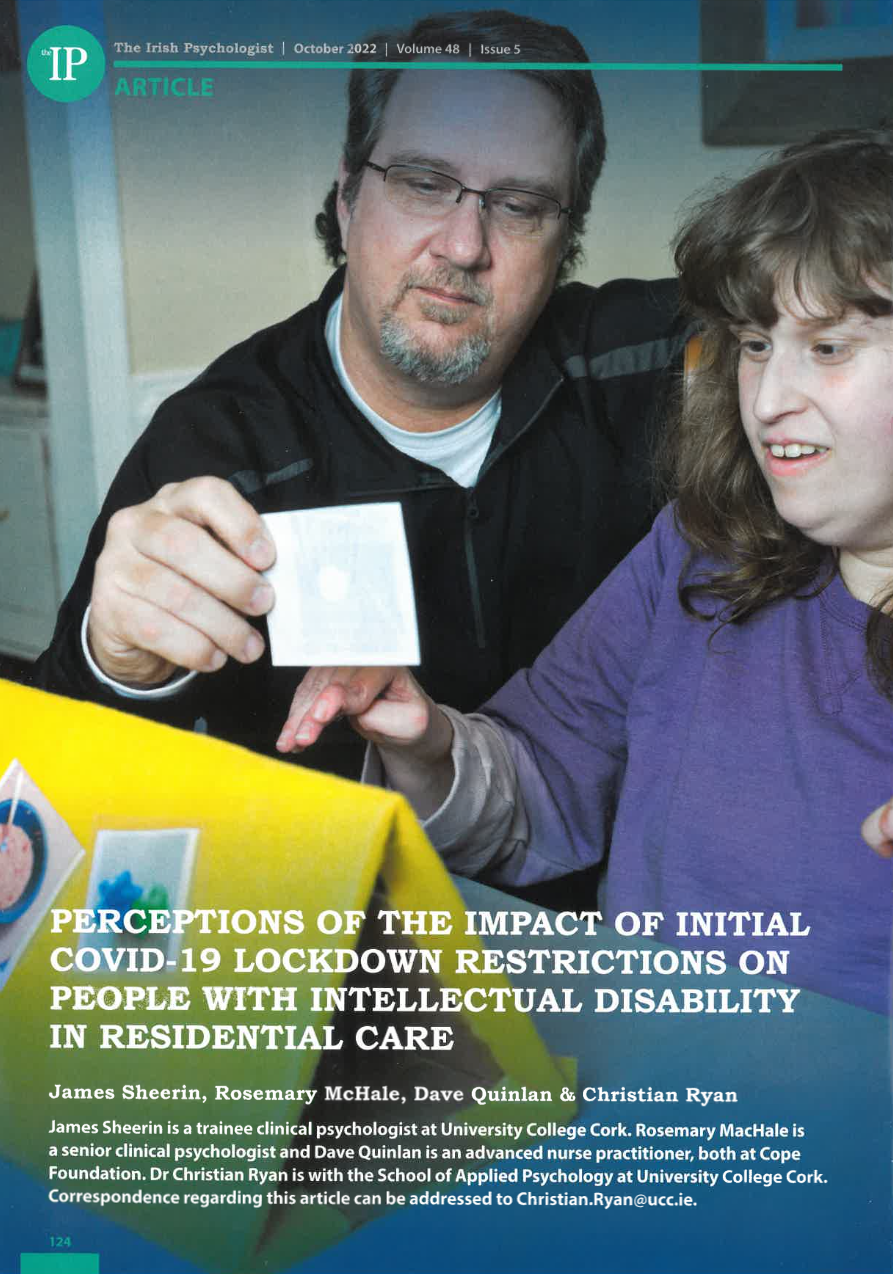 the IP
The Irish Psychologist | October 2022 | Volume 48 | Issue 5
ARTICLE
PERCEPTIONS OF THE IMPACT OF INITIAL
COVID-19 LOCKDOWN RESTRICTIONS ON
PEOPLE WITH INTELLECTUAL DISABILITY
IN RESIDENTIAL CARE
James Sheerin, Rosemary McHale, Dave Quinlan & Christian Ryan
James Sheerin is a trainee clinical psychologist at University College Cork. Rosemary MacHale is
a senior clinical psychologist and Dave Quinlan is an advanced nurse practitioner, both at Cope
Foundation. Dr Christian Ryan is with the School of Applied Psychology at University College Cork.
Correspondence regarding this article can be addressed to Christian.Ryan@ucc.ie.
124